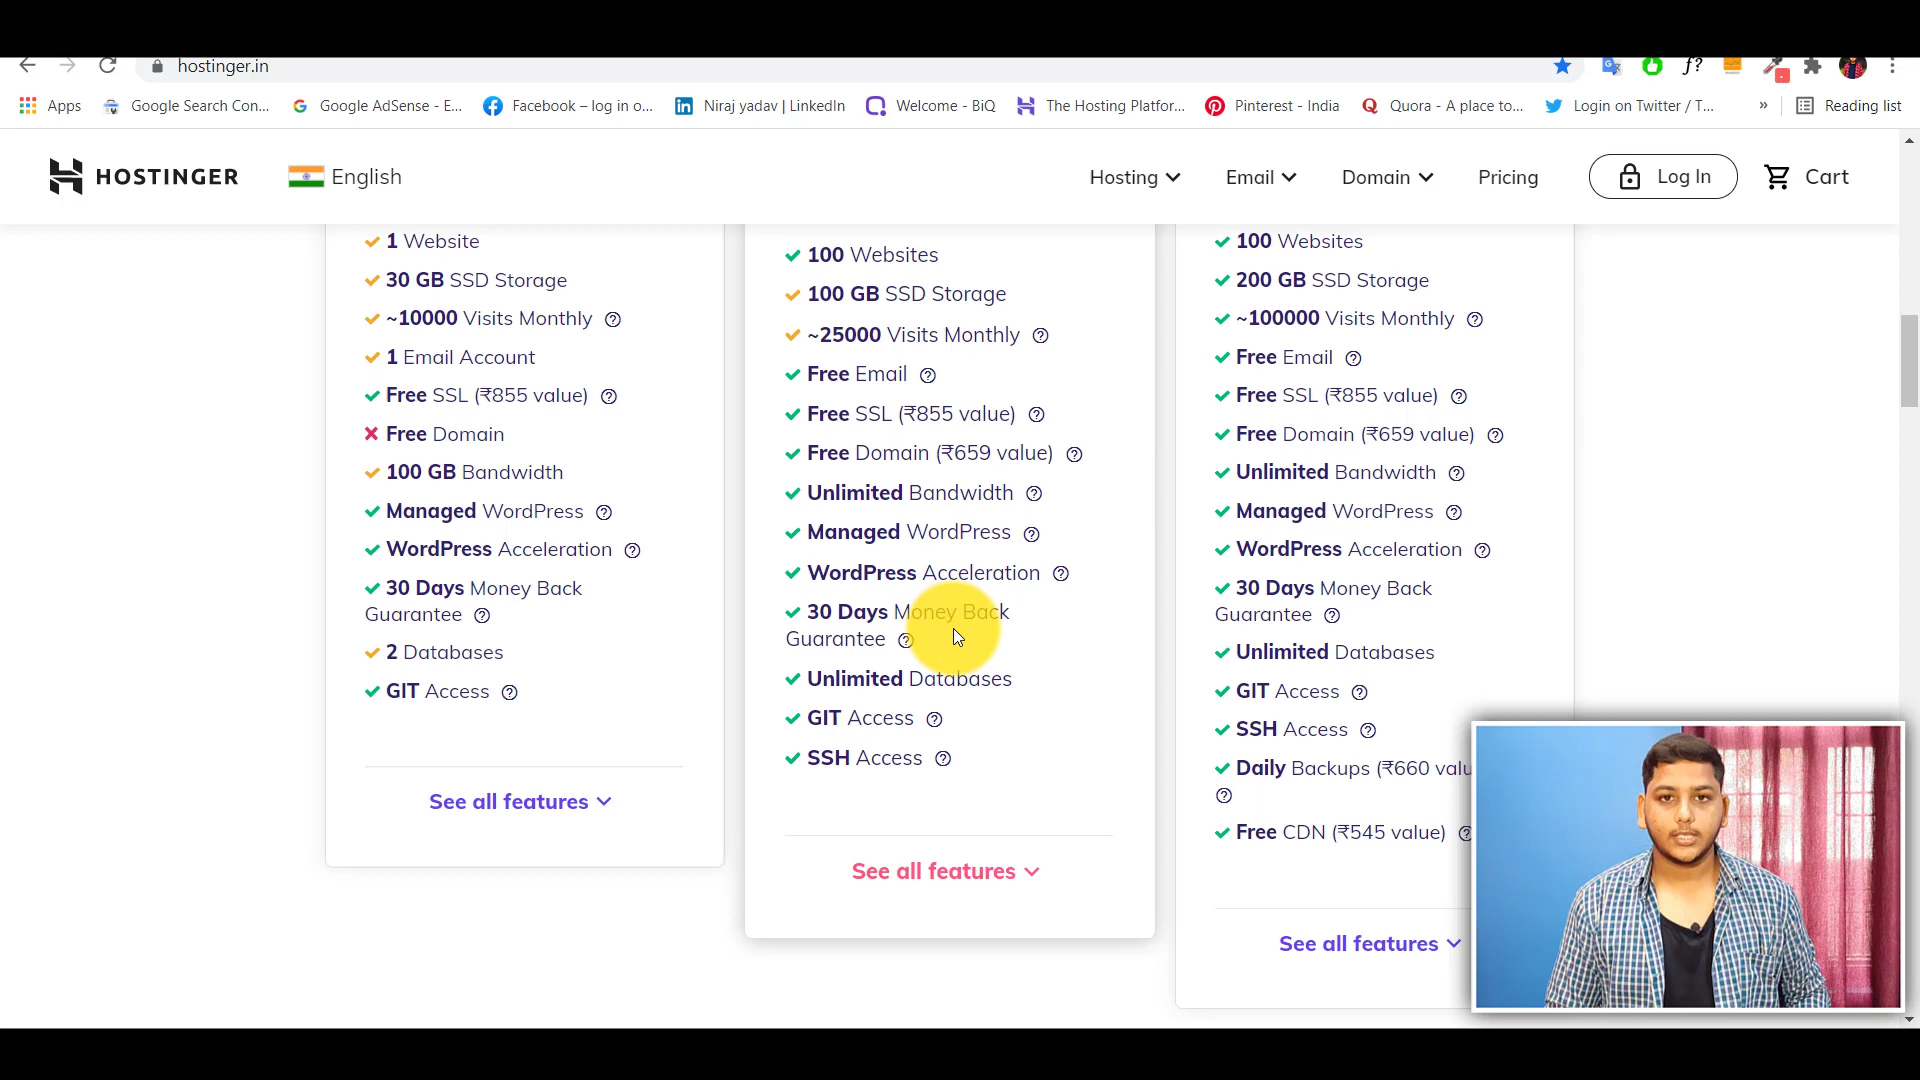 hostinger.in
f?
Apps
Google Search Con...
Google AdSense - E...
Facebook – log in o...
Niraj yadav | LinkedIn
Welcome - BiQ
The Hosting Platfor...
Pinterest - India
Quora - A place to...
Login on Twitter / T...
»
Reading list
HOSTINGER
English
Hosting
Email
Domain
Pricing
Log In
Cart
1 Website
30 GB SSD Storage
~10000 Visits Monthly
1 Email Account
Free SSL (₹855 value)
Free Domain
100 GB Bandwidth
Managed WordPress
WordPress Acceleration
30 Days Money Back
Guarantee
2 Databases
GIT Access
See all features
100 Websites
100 GB SSD Storage
~25000 Visits Monthly
Free Email
Free SSL (₹855 value)
Free Domain (₹659 value)
Unlimited Bandwidth
Managed WordPress
WordPress Acceleration
30 Days Money Back
Guarantee
Unlimited Databases
GIT Access
SSH Access
See all features
100 Websites
200 GB SSD Storage
~100000 Visits Monthly
Free Email
Free SSL (₹855 value)
Free Domain (₹659 value)
Unlimited Bandwidth
Managed WordPress
WordPress Acceleration
30 Days Money Back
Guarantee
Unlimited Databases
GIT Access
SSH Access
Daily Backups (₹660 valu
Free CDN (₹545 value)
See all features